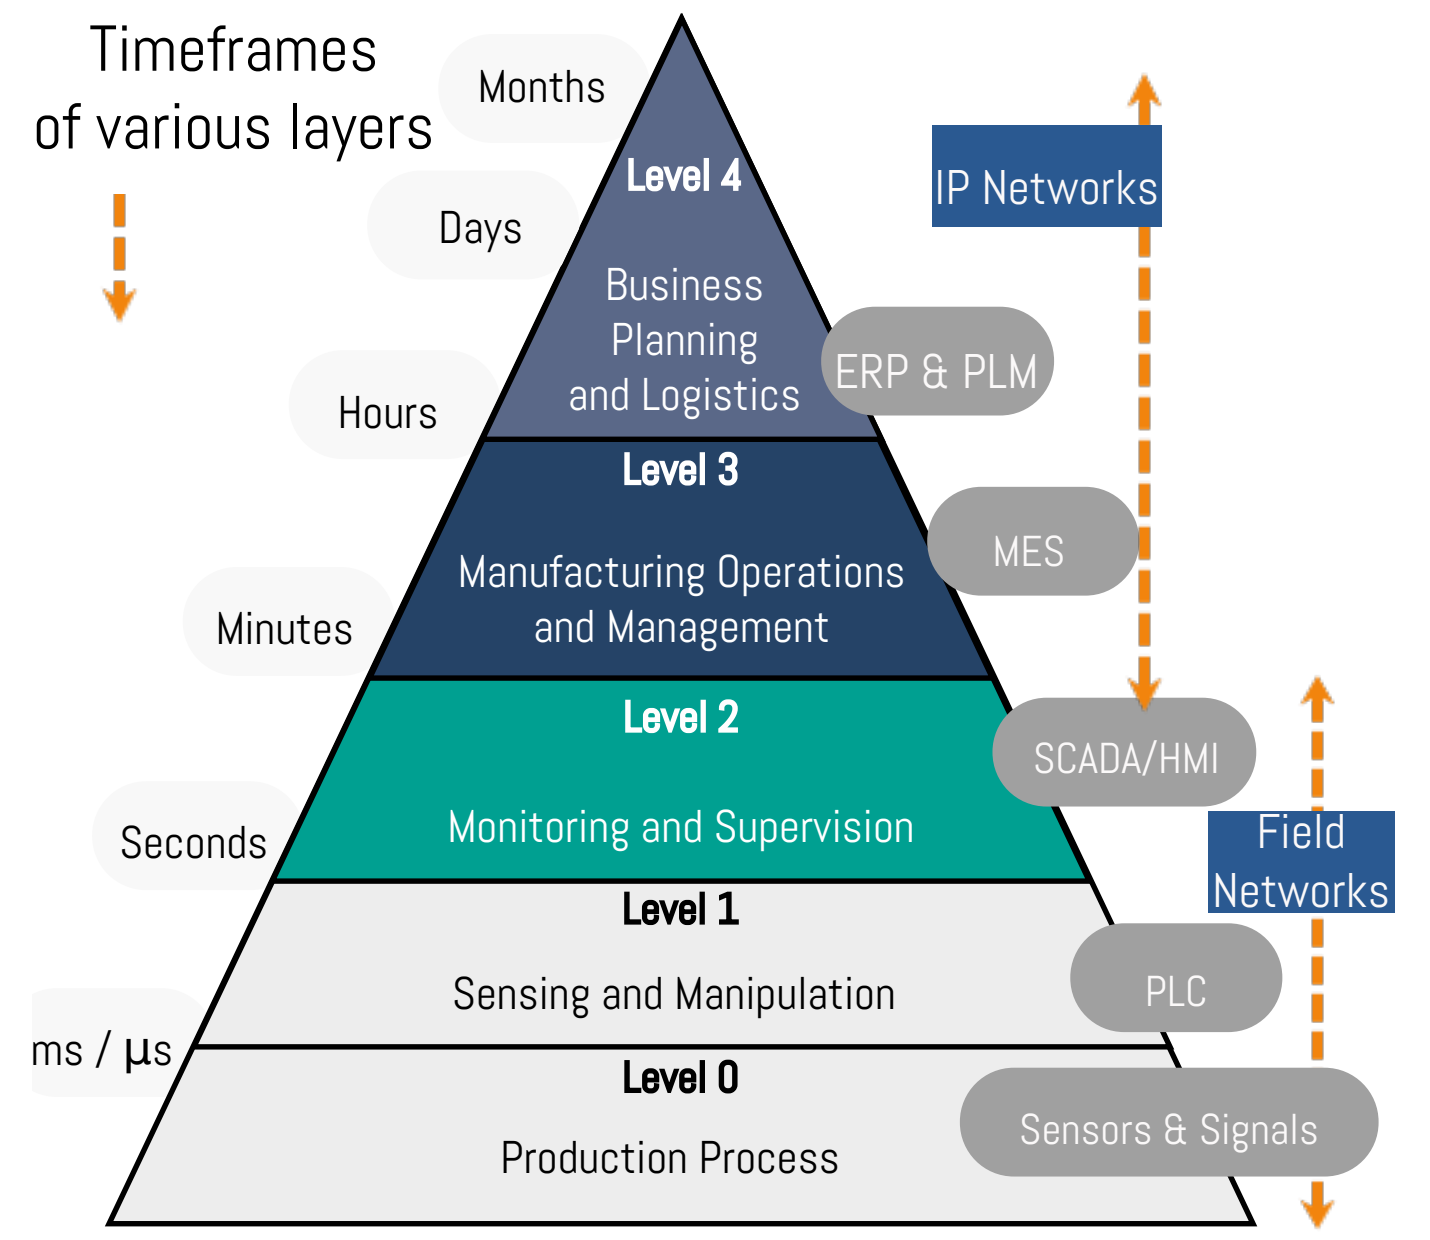 Timeframes
of various layers
Months
Level 4
IP Networks
Days
Business
Planning
and Logistics
ERP & PLM
Hours
Level 3
Manufacturing Operations
and Management
MES
Minutes
Level 2
SCADA/HMI
Monitoring and Supervision
Seconds
Field
Networks
Level 1
Sensing and Manipulation
PLC
ms / µs
Level 0
Sensors & Signals
Production Process